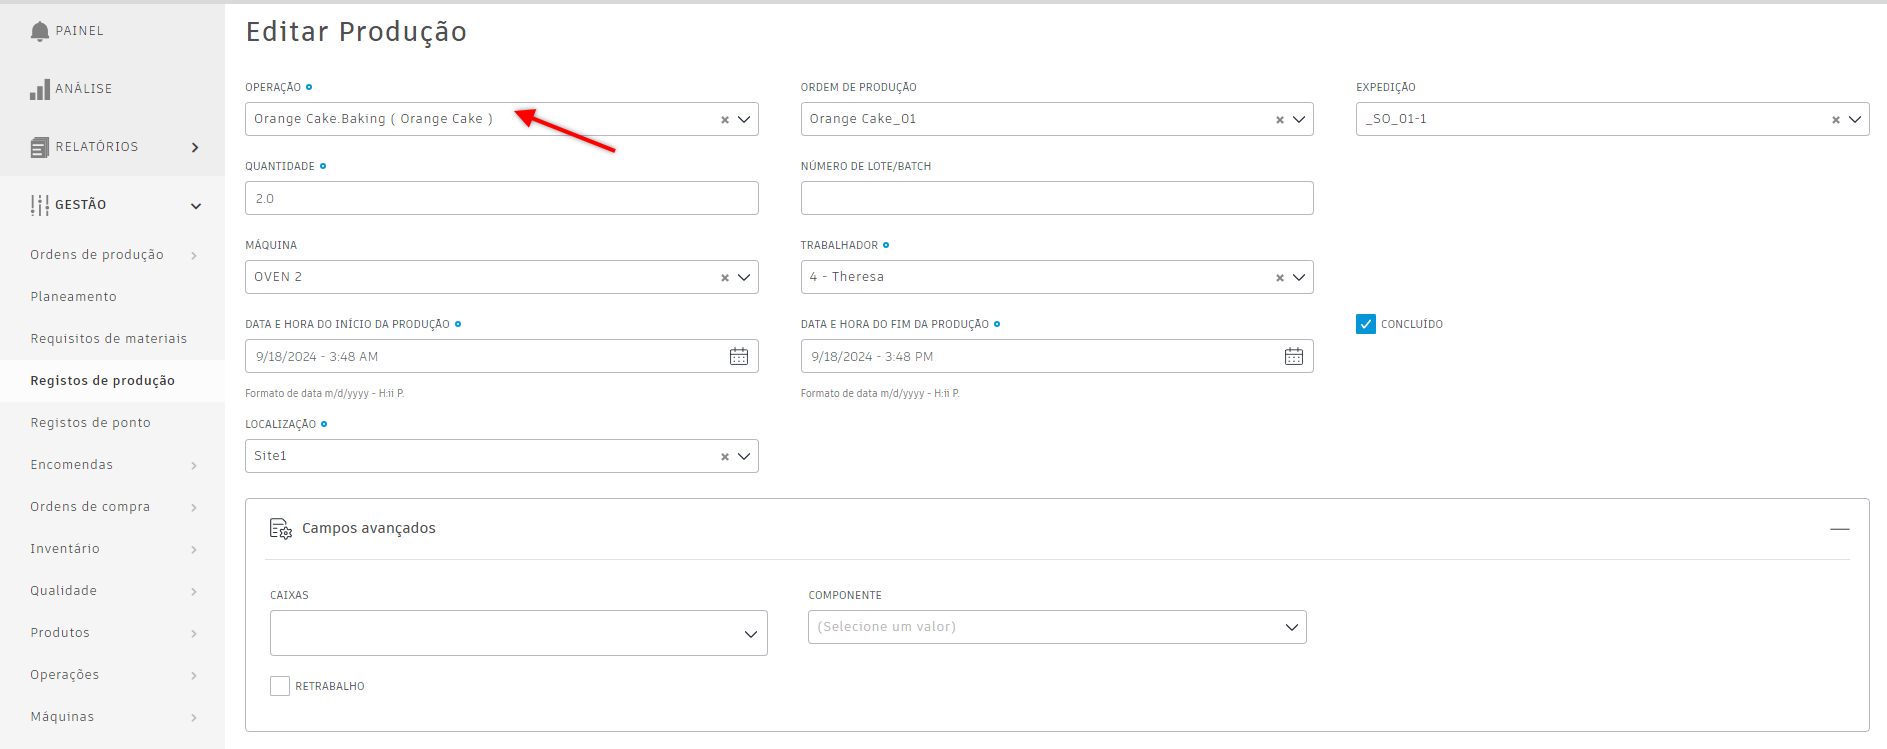 PAINEL
ANÁLISE
RELATÓRIOS
GESTÃO
Ordens de produção
Planeamento
Requisitos de materiais
Registos de produção
Registos de ponto
Encomendas
Ordens de compra
Inventário
Qualidade
Produtos
Operações
Máquinas
Editar Produção
OPERAÇÃO
Orange Cake.Baking ( Orange Cake )
ORDEM DE PRODUÇÃO
Orange Cake_01
EXPEDIÇÃO
_SO_01-1
QUANTIDADE
2.0
NÚMERO DE LOTE/BATCH
MÁQUINA
OVEN 2
TRABALHADOR
4 - Theresa
DATA E HORA DO INÍCIO DA PRODUÇÃO
9/18/2024 - 3:48 AM
Formato de data m/d/yyyy - H:ii P.
DATA E HORA DO FIM DA PRODUÇÃO
9/18/2024 - 3:48 PM
Formato de data m/d/yyyy - H:ii P.
CONCLUÍDO
LOCALIZAÇÃO
Site1
Campos avançados
CAIXAS
COMPONENTE
(Selecione um valor)
RETRABALHO